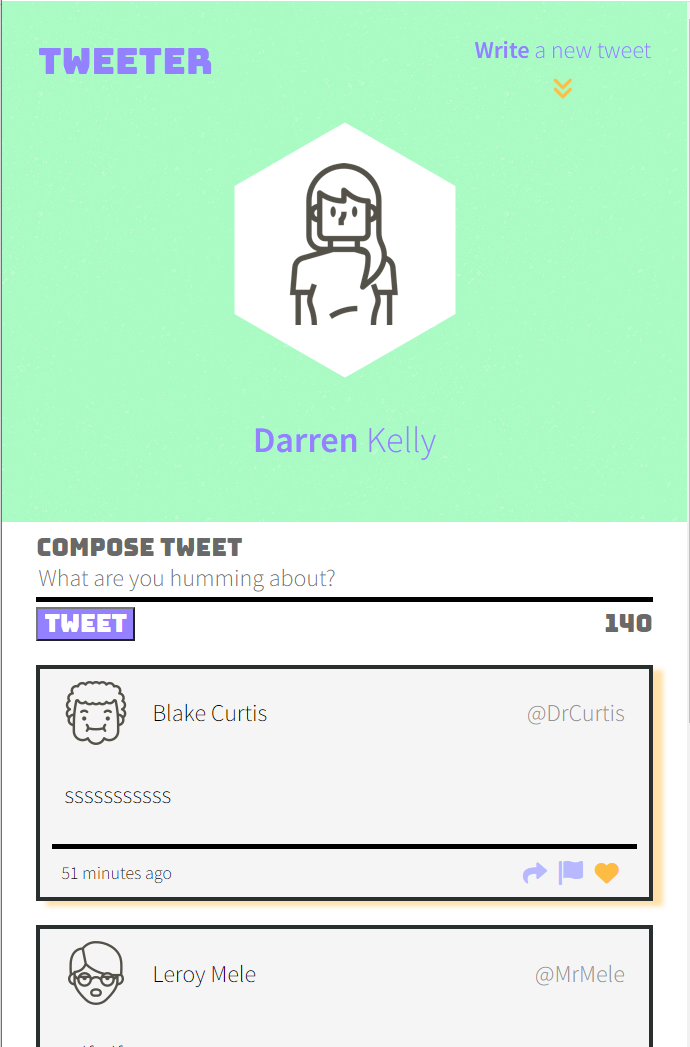 TWEETER
Write a new tweet
Darren Kelly
COMPOSE TWEET
What are you humming about?
TWEET 140
Blake Curtis @DrCurtis
sssssssssss
51 minutes ago
Leroy Mele @MrMele